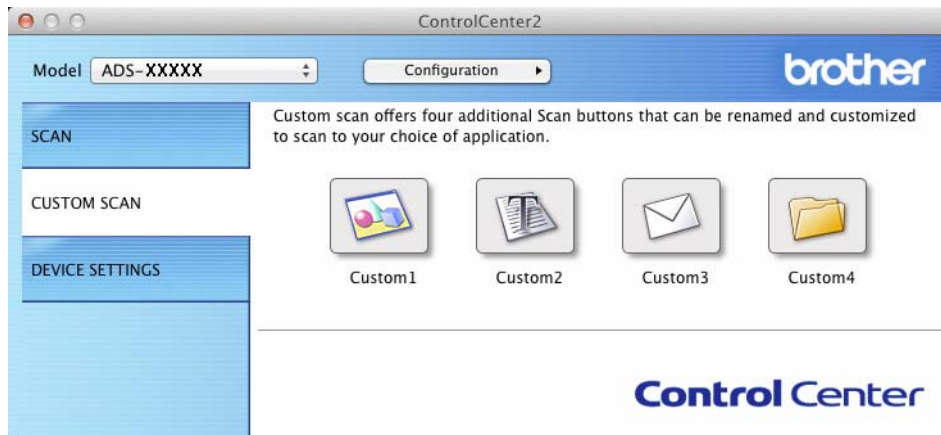 ControlCenter2
Model ADS-XXXXX Configuration brother
SCAN
CUSTOM SCAN
DEVICE SETTINGS
Custom scan offers four additional Scan buttons that can be renamed and customized
to scan to your choice of application.
Custom1 Custom2 Custom3 Custom4
Control Center